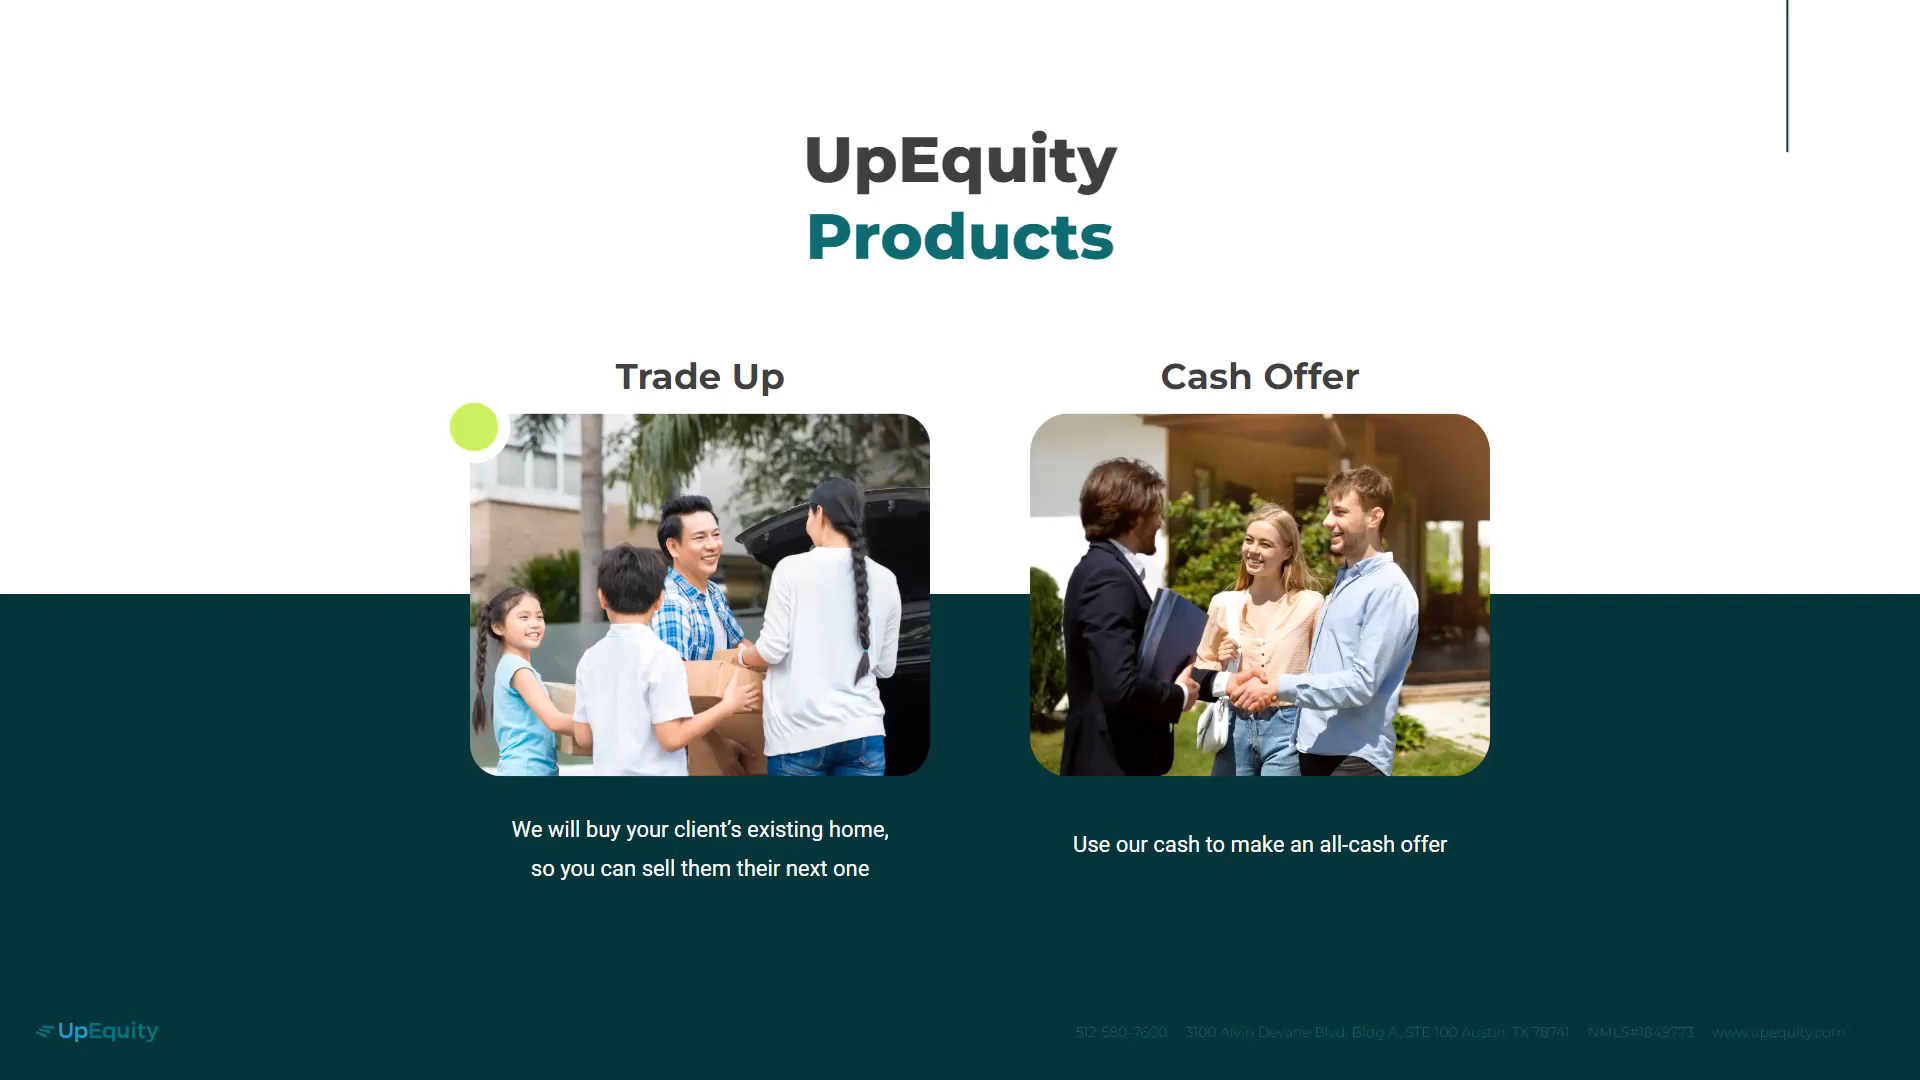 UpEquity
Products
Trade Up
Cash Offer
We will buy your client’s existing home,
so you can sell them their next one
Use our cash to make an all-cash offer
UpEquity
512-580-7600 3100 Alvin Devane Blvd, Bldg A, STE 100 Austin, TX 78741 NMLS#1849773 www.upequity.com